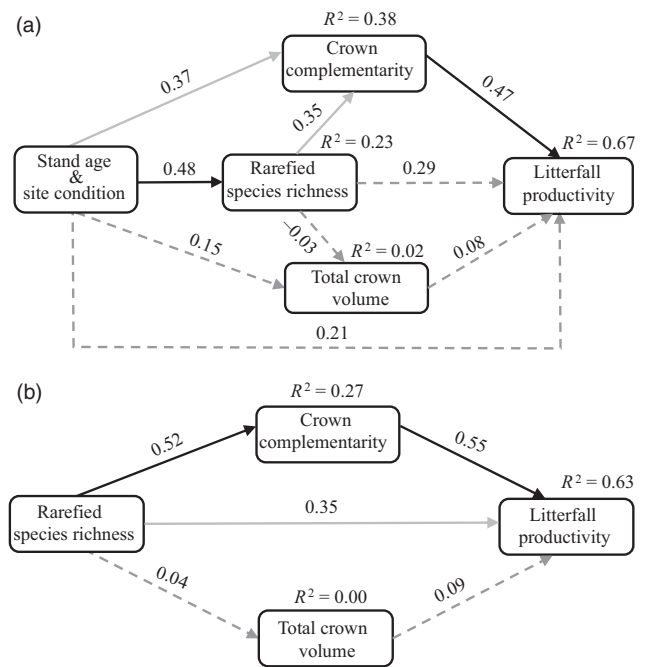 (a)
R² = 0.38
Crown
complementarity
0.37
0.47
0.35
R² = 0.23
R² = 0.67
Stand age
&
site condition
0.48
Rarefied
species richness
0.29
Litterfall
productivity
–0.03
0.15
R² = 0.02
0.08
Total crown
volume
0.21
(b)
R² = 0.27
Crown
complementarity
0.52
0.55
R² = 0.63
Rarefied
species richness
0.35
Litterfall
productivity
0.04
0.09
R² = 0.00
Total crown
volume